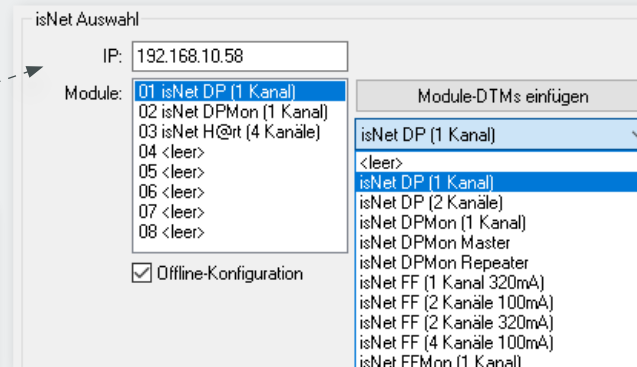 isNet Auswahl
IP: 192.168.10.58
Module:
01 isNet DP (1 Kanal)
02 isNet DPMon (1 Kanal)
03 isNet H@rt (4 Kanäle)
04 <leer>
05 <leer>
06 <leer>
07 <leer>
08 <leer>
Offline-Konfiguration
Module-DTMs einfügen
isNet DP (1 Kanal)
<leer>
isNet DP (1 Kanal)
isNet DP (2 Kanäle)
isNet DPMon (1 Kanal)
isNet DPMon Master
isNet DPMon Repeater
isNet FF (1 Kanal 320mA)
isNet FF (2 Kanäle 100mA)
isNet FF (2 Kanäle 320mA)
isNet FF (4 Kanäle 100mA)
isNet FFMon (1 Kanal)